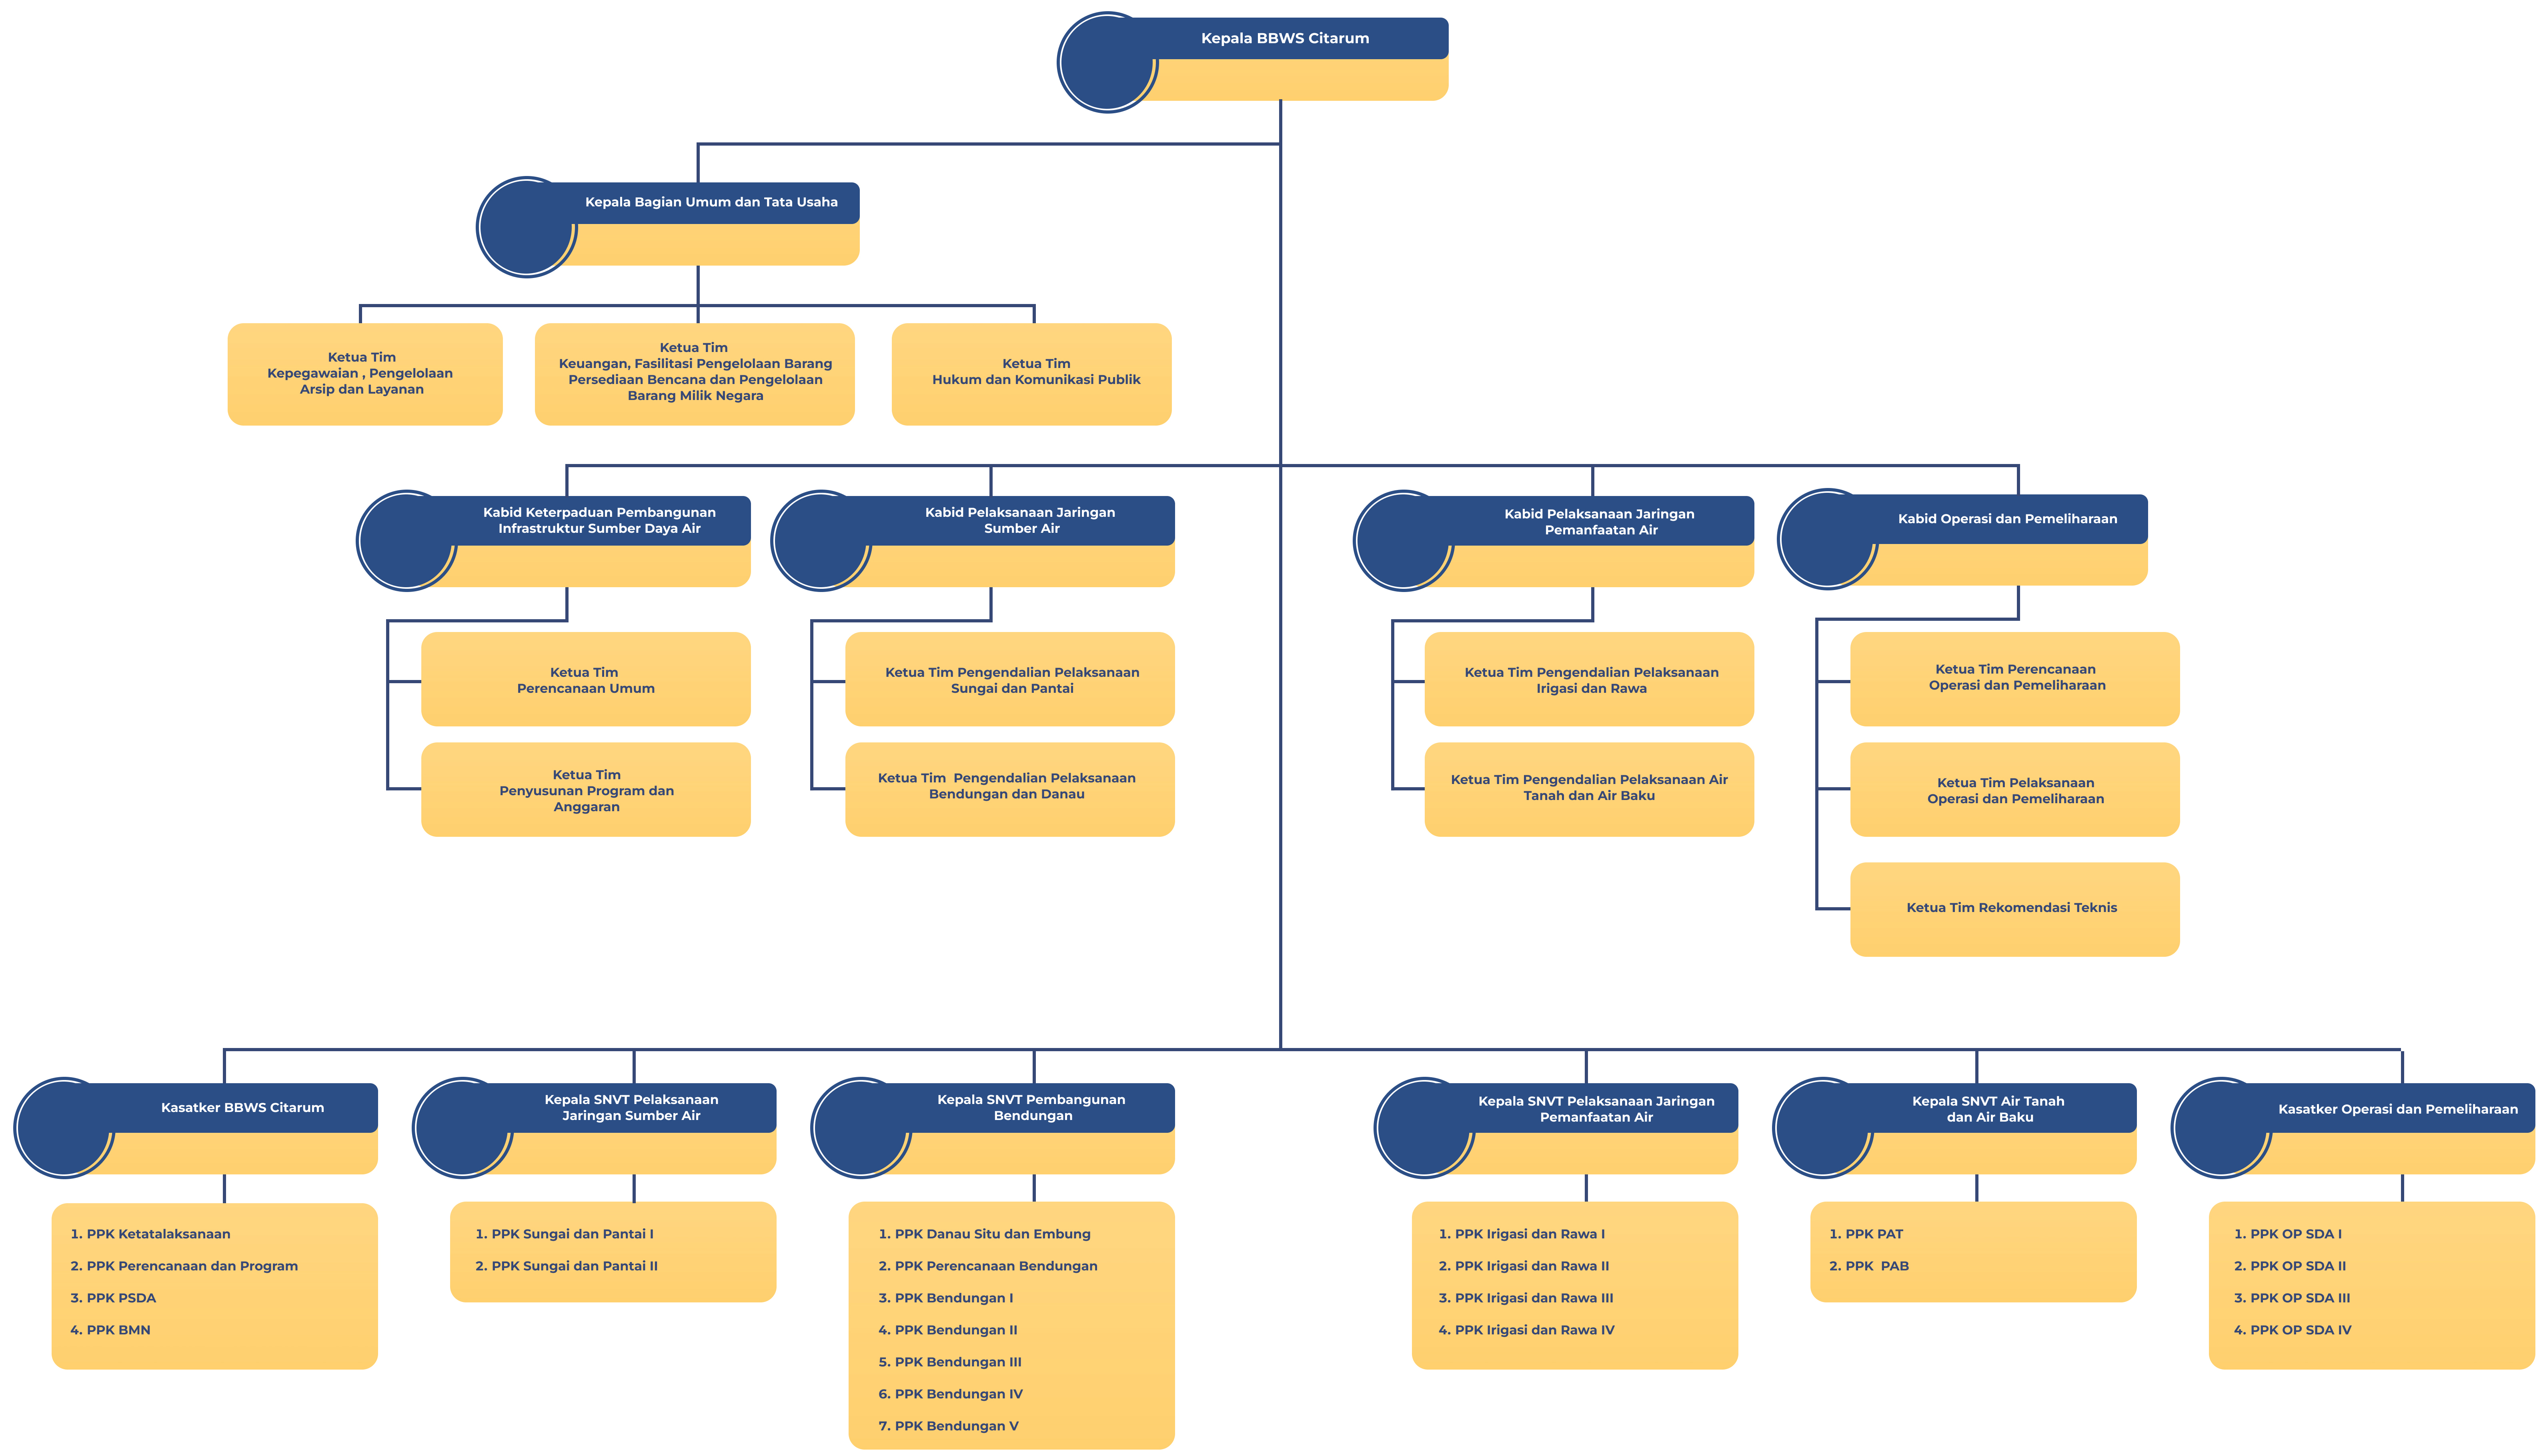 Kepala BBWS Citarum
Kepala Bagian Umum dan Tata Usaha
Ketua Tim
Kepegawaian , Pengelolaan
Arsip dan Layanan
Ketua Tim
Keuangan, Fasilitasi Pengelolaan Barang
Persediaan Bencana dan Pengelolaan
Barang Milik Negara
Ketua Tim
Hukum dan Komunikasi Publik
Kabid Keterpaduan Pembangunan
Infrastruktur Sumber Daya Air
Kabid Pelaksanaan Jaringan
Sumber Air
Kabid Pelaksanaan Jaringan
Pemanfaatan Air
Kabid Operasi dan Pemeliharaan
Ketua Tim
Perencanaan Umum
Ketua Tim
Penyusunan Program dan
Anggaran
Ketua Tim Pengendalian Pelaksanaan
Sungai dan Pantai
Ketua Tim  Pengendalian Pelaksanaan
Bendungan dan Danau
Ketua Tim Pengendalian Pelaksanaan
Irigasi dan Rawa
Ketua Tim Pengendalian Pelaksanaan Air
Tanah dan Air Baku
Ketua Tim Perencanaan
Operasi dan Pemeliharaan
Ketua Tim Pelaksanaan
Operasi dan Pemeliharaan
Ketua Tim Rekomendasi Teknis
Kasatker BBWS Citarum
1. PPK Ketatalaksanaan
2. PPK Perencanaan dan Program
3. PPK PSDA
4. PPK BMN
Kepala SNVT Pelaksanaan
Jaringan Sumber Air
1. PPK Sungai dan Pantai I
2. PPK Sungai dan Pantai II
Kepala SNVT Pembangunan
Bendungan
1. PPK Danau Situ dan Embung
2. PPK Perencanaan Bendungan
3. PPK Bendungan I
4. PPK Bendungan II
5. PPK Bendungan III
6. PPK Bendungan IV
7. PPK Bendungan V
Kepala SNVT Pelaksanaan Jaringan
Pemanfaatan Air
1. PPK Irigasi dan Rawa I
2. PPK Irigasi dan Rawa II
3. PPK Irigasi dan Rawa III
4. PPK Irigasi dan Rawa IV
Kepala SNVT Air Tanah
dan Air Baku
1. PPK PAT
2. PPK  PAB
Kasatker Operasi dan Pemeliharaan
1. PPK OP SDA I
2. PPK OP SDA II
3. PPK OP SDA III
4. PPK OP SDA IV